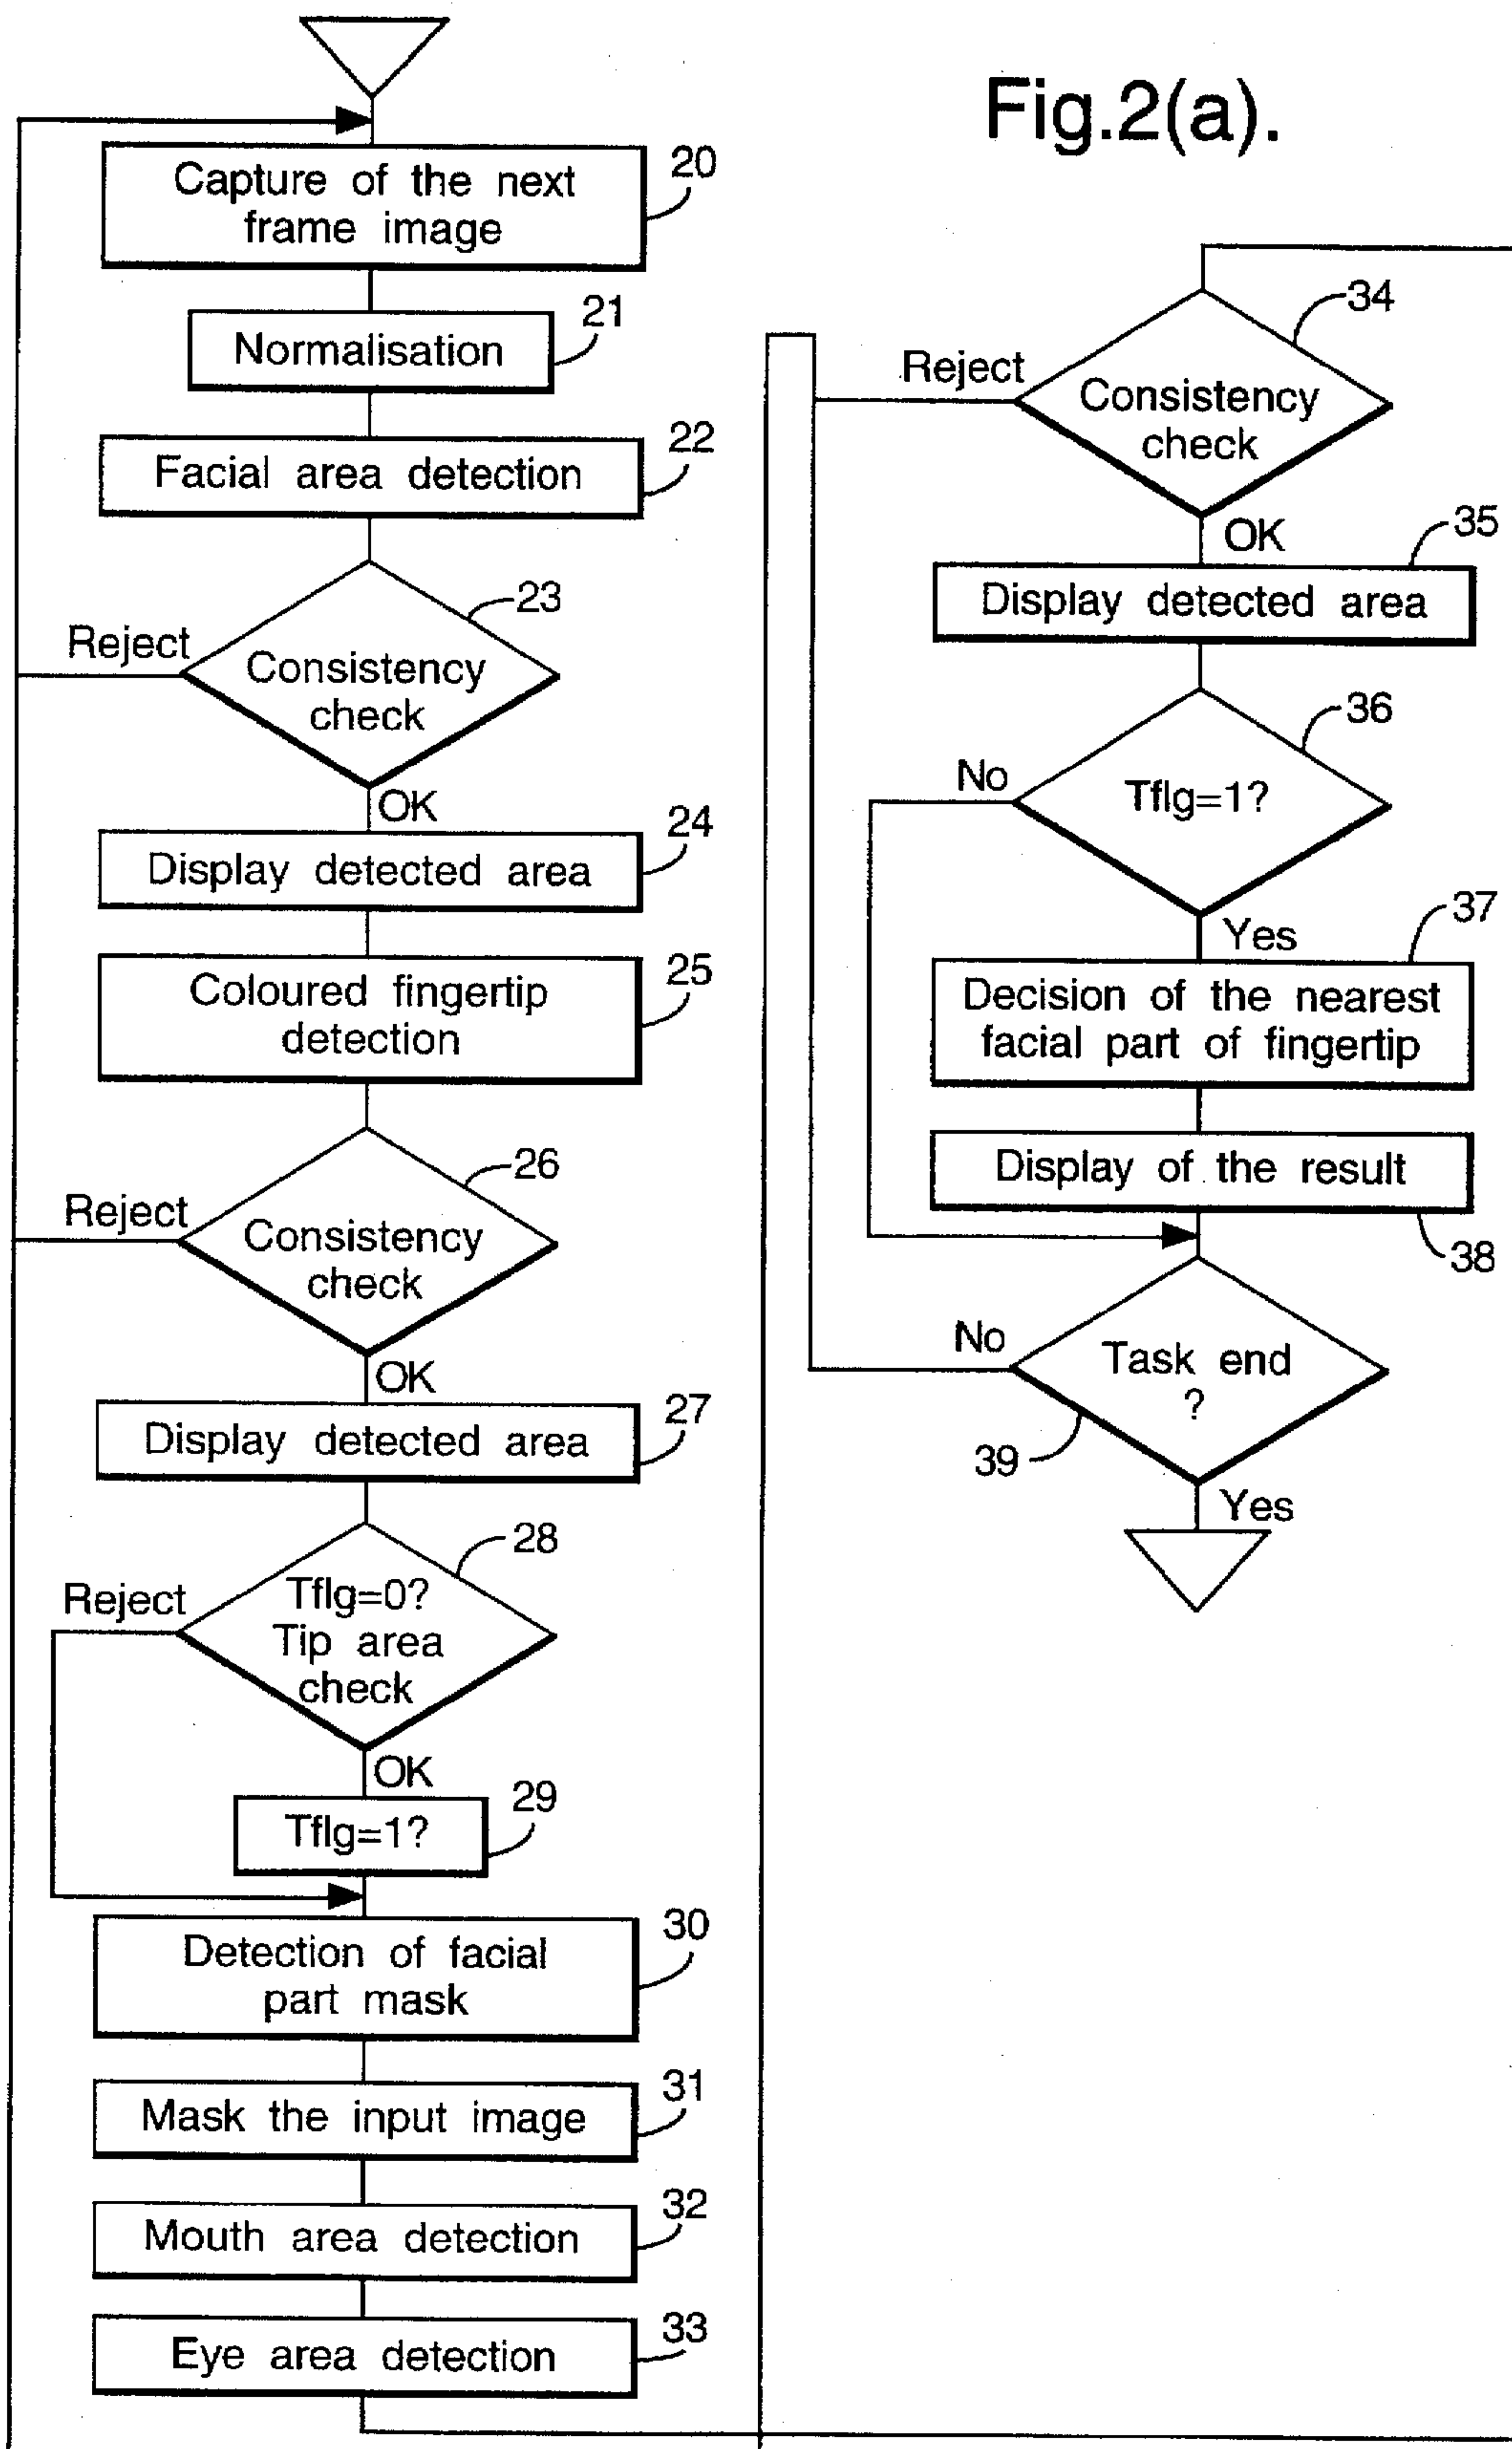 Fig.2(a).
Capture of the next
frame image
20
Normalisation
21
Facial area detection
22
23
Reject
Consistency
check
OK
Display detected area
24
Coloured fingertip
detection
25
26
Reject
Consistency
check
OK
Display detected area
27
28
Reject
Tflg=0?
Tip area
check
OK
Tflg=1?
29
Detection of facial
part mask
30
Mask the input image
31
Mouth area detection
32
Eye area detection
33
34
Reject
Consistency
check
OK
35
Display detected area
36
No
Tflg=1?
Yes
37
Decision of the nearest
facial part of fingertip
Display of the result
38
No
Task end
?
39
Yes